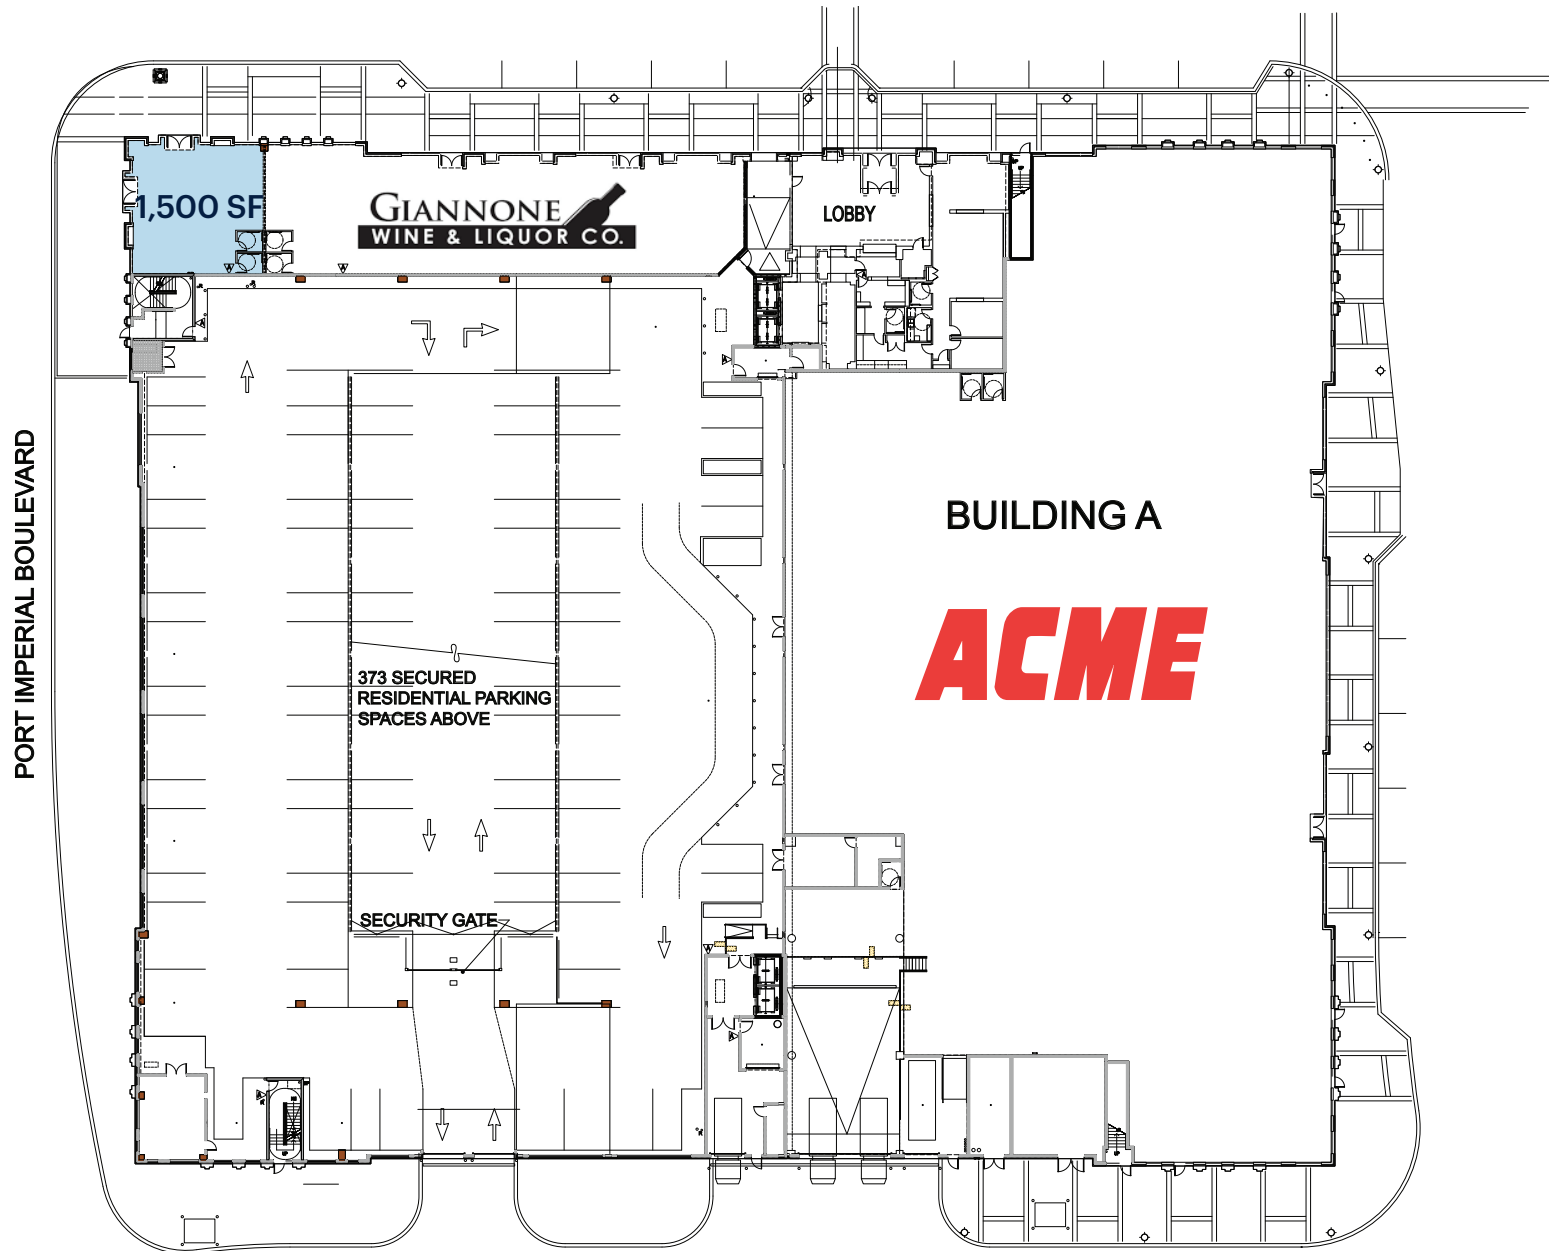 1,500 SF
GIANNONE
WINE & LIQUOR CO.
LOBBY
PORT IMPERIAL BOULEVARD
BUILDING A
ACME
373 SECURED
RESIDENTIAL PARKING
SPACES ABOVE
SECURITY GATE